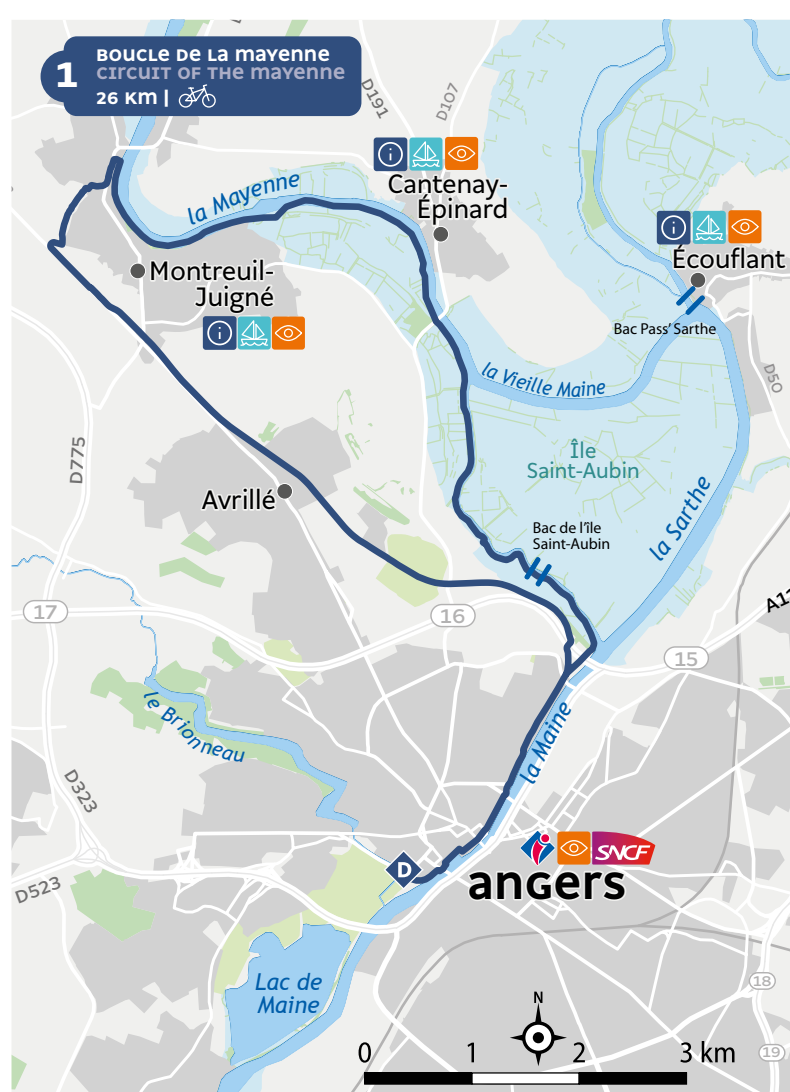 1
BOUCLE DE La mayenne
CIRCUIT OF THE mayenne
26 Km |
D191
D107
la Mayenne
i
Cantenay-
Épinard
i
Écouflant
Montreuil-
Juigné
i
Bac Pass' Sarthe
la Vieille Maine
D50
D775
Île
Saint-Aubin
Avrillé
la Sarthe
Bac de l'île
Saint-Aubin
A11
17
16
15
le Brionneau
la Maine
D323
D
SNCF
angers
D523
Lac de
Maine
18
N
0 1 2 3 km
19